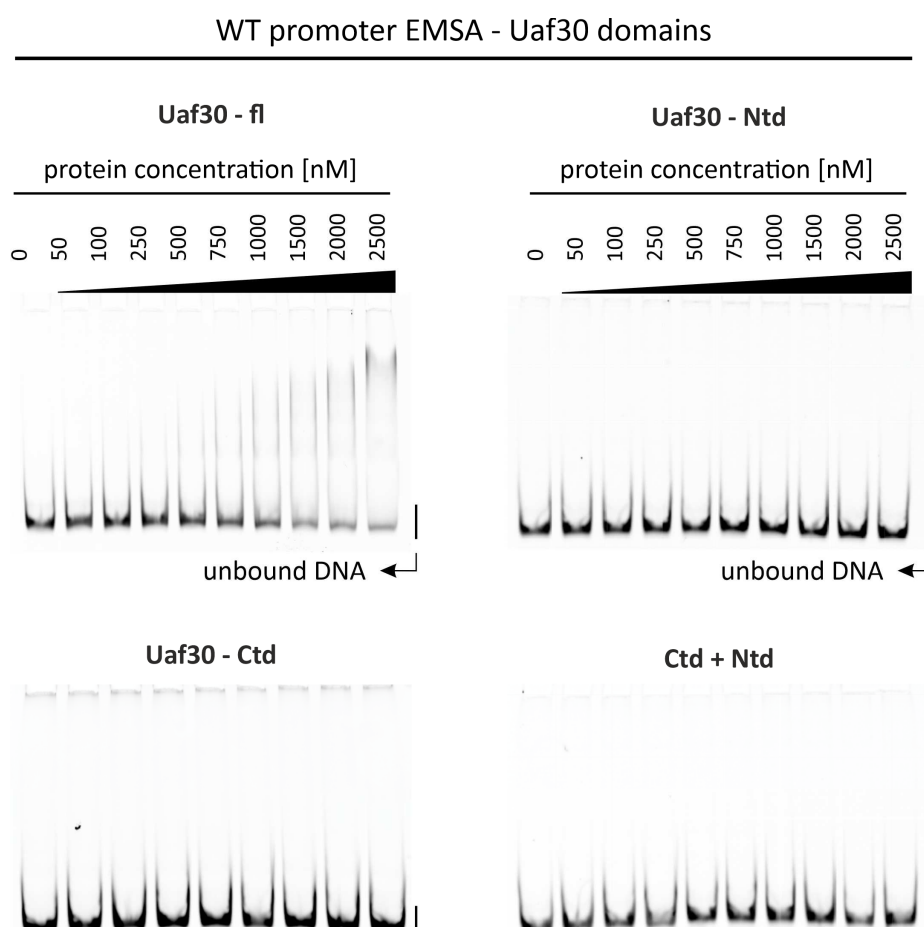 WT promoter EMSA - Uaf30 domains
Uaf30 - fl
protein concentration [nM]
0 50 100 250 500 750 1000 1500 2000 2500
unbound DNA
Uaf30 - Ntd
protein concentration [nM]
0 50 100 250 500 750 1000 1500 2000 2500
unbound DNA
Uaf30 - Ctd
Ctd + Ntd